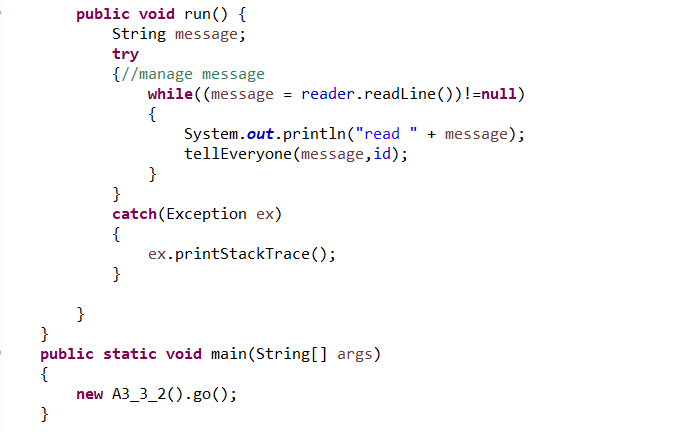 public void run() {
String message;
try
{//manage message
while((message = reader.readLine())!=null)
{
System.out.println("read " + message);
tellEveryone(message,id);
}
}
catch(Exception ex)
{
ex.printStackTrace();
}
}
}
public static void main(String[] args)
{
new A3_3_2().go();
}